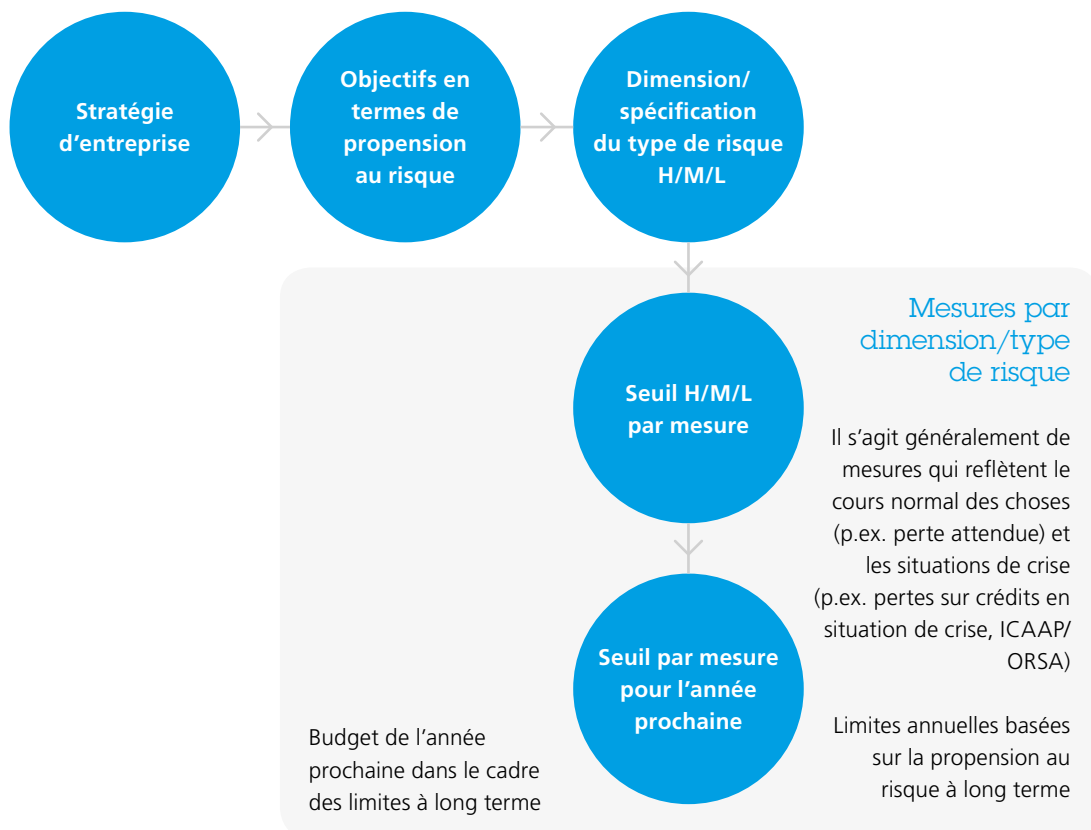 Stratégie
d'entreprise
Objectifs en
termes de
propension
au risque
Dimension/
spécification
du type de risque
H/M/L
Mesures par
dimension/type
de risque
Seuil H/M/L
par mesure
Il s'agit généralement de
mesures qui reflètent le
cours normal des choses
(p.ex. perte attendue) et
les situations de crise
(p.ex. pertes sur crédits en
situation de crise, ICAAP/
ORSA)
Seuil par mesure
pour l'année
prochaine
Budget de l'année
prochaine dans le cadre
des limites à long terme
Limites annuelles basées
sur la propension au
risque à long terme